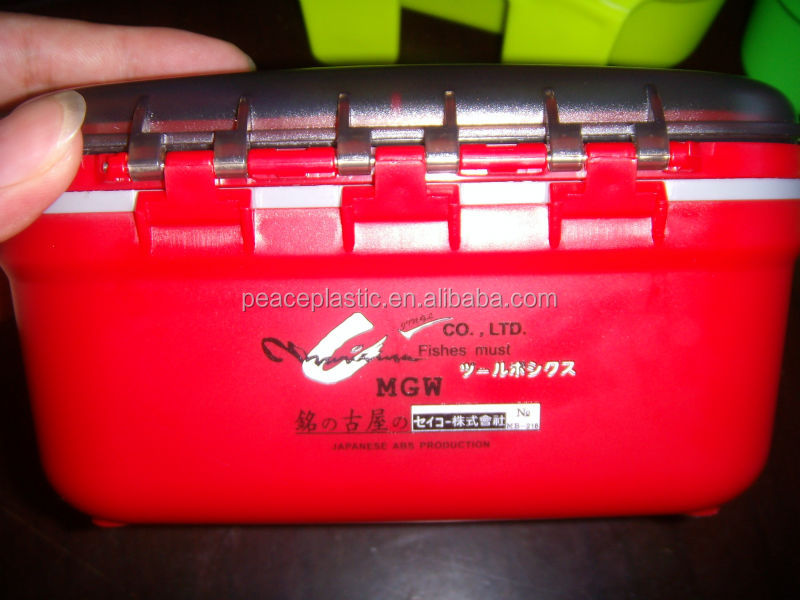 peaceplastic.en.alibaba.com
CO., LTD.
Fishes must
ツールボシクス
MGW
銘の古屋の セイコー株式會社 No
JAPANESE ABS PRODUCTION